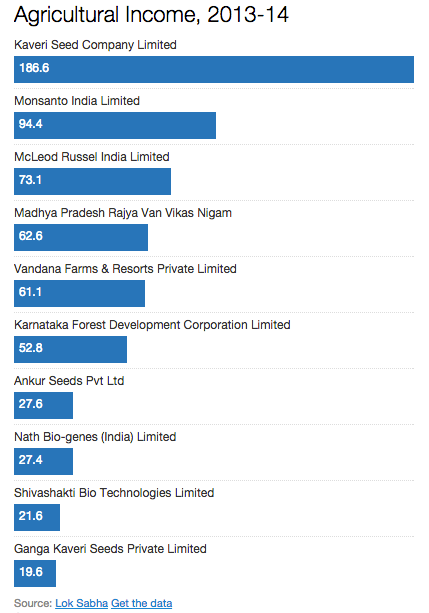 Agricultural Income, 2013-14
Kaveri Seed Company Limited
186.6
Monsanto India Limited
94.4
McLeod Russel India Limited
73.1
Madhya Pradesh Rajya Van Vikas Nigam
62.6
Vandana Farms & Resorts Private Limited
61.1
Karnataka Forest Development Corporation Limited
52.8
Ankur Seeds Pvt Ltd
27.6
Nath Bio-genes (India) Limited
27.4
Shivashakti Bio Technologies Limited
21.6
Ganga Kaveri Seeds Private Limited
19.6
Source: Lok Sabha Get the data